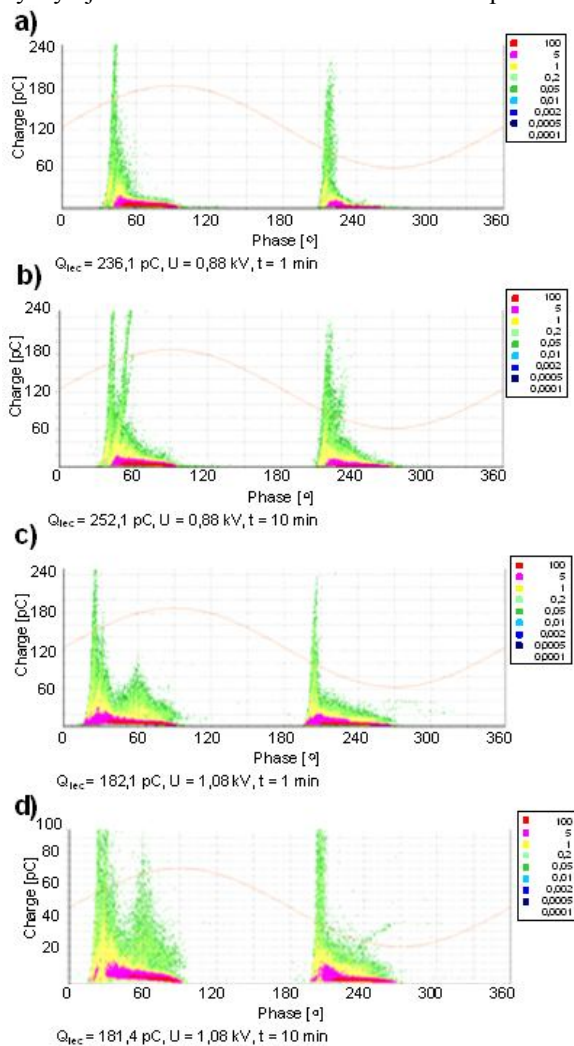 a)
Charge [pC]
240
180
120
60
0 60 120 180 240 300 360
Phase [°]
100
5
1
0,2
0,05
0,01
0,002
0,0005
0,0001
Q_IEC = 236,1 pC, U = 0,88 kV, t = 1 min
b)
Charge [pC]
240
180
120
60
0 60 120 180 240 300 360
Phase [°]
100
5
1
0,2
0,05
0,01
0,002
0,0005
0,0001
Q_IEC = 252,1 pC, U = 0,88 kV, t = 10 min
c)
Charge [pC]
240
180
120
60
0 60 120 180 240 300 360
Phase [°]
100
5
1
0,2
0,05
0,01
0,002
0,0005
0,0001
Q_IEC = 182,1 pC, U = 1,08 kV, t = 1 min
d)
Charge [pC]
100
80
60
40
20
0 60 120 180 240 300 360
Phase [°]
100
5
1
0,2
0,05
0,01
0,002
0,0005
0,0001
Q_IEC = 181,4 pC, U = 1,08 kV, t = 10 min